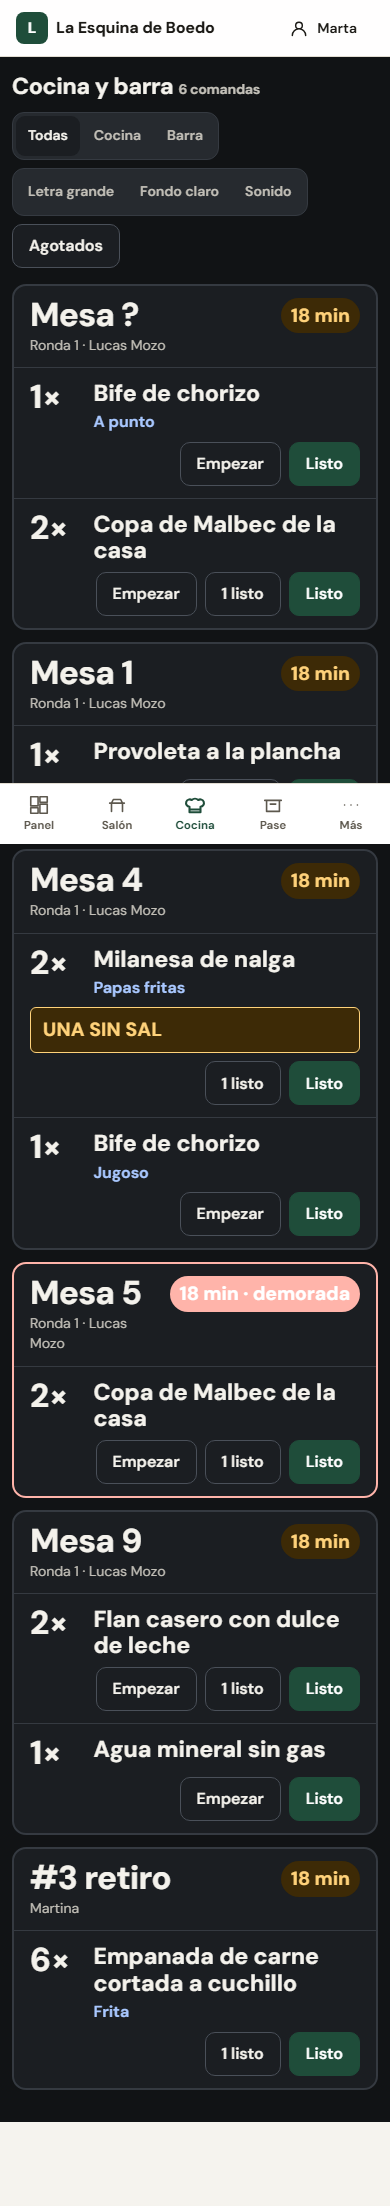 L La Esquina de Boedo Marta
Cocina y barra 6 comandas
Todas Cocina Barra
Letra grande Fondo claro Sonido
Agotados
Mesa ? 18 min
Ronda 1 · Lucas Mozo
1× Bife de chorizo
A punto
Empezar Listo
2× Copa de Malbec de la
casa
Empezar 1 listo Listo
Mesa 1 18 min
Ronda 1 · Lucas Mozo
1× Provoleta a la plancha
Panel Salón Cocina Pase Más
Mesa 4 18 min
Ronda 1 · Lucas Mozo
2× Milanesa de nalga
Papas fritas
UNA SIN SAL
1 listo Listo
1× Bife de chorizo
Jugoso
Empezar Listo
Mesa 5 18 min · demorada
Ronda 1 · Lucas
Mozo
2× Copa de Malbec de la
casa
Empezar 1 listo Listo
Mesa 9 18 min
Ronda 1 · Lucas Mozo
2× Flan casero con dulce
de leche
Empezar 1 listo Listo
1× Agua mineral sin gas
Empezar Listo
#3 retiro 18 min
Martina
6× Empanada de carne
cortada a cuchillo
Frita
1 listo Listo